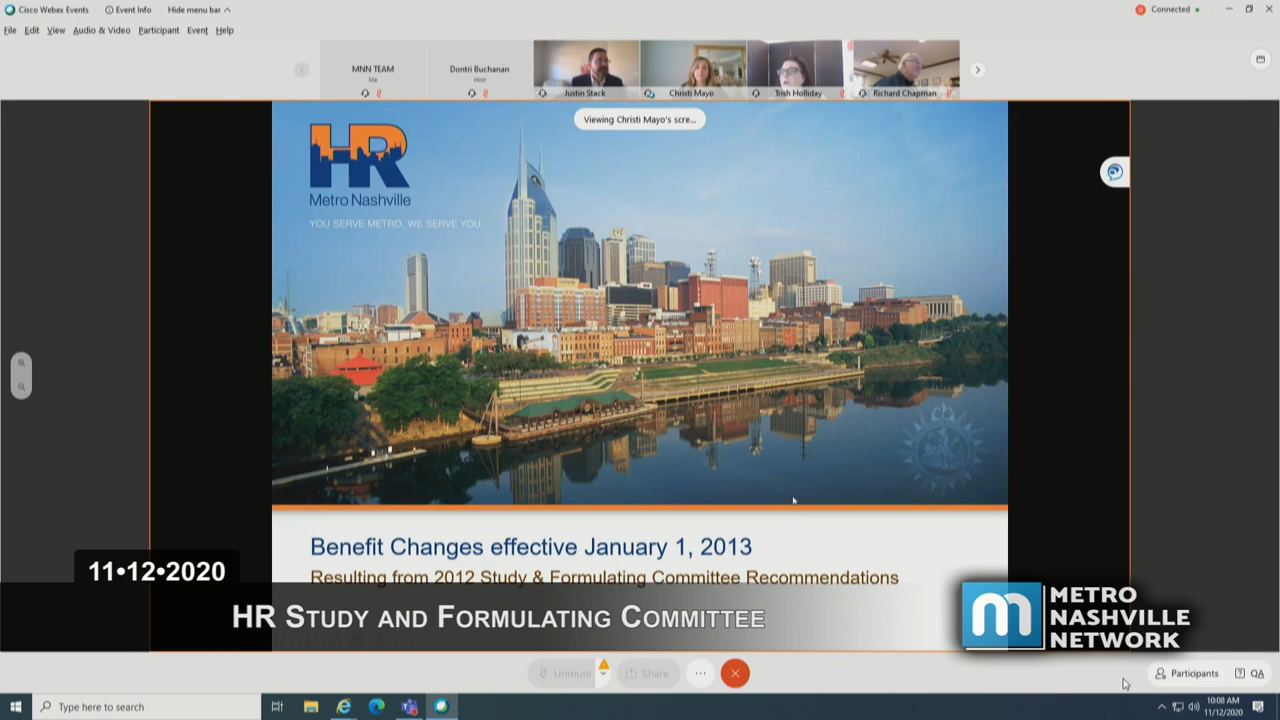 Cisco Webex Events
Event Info
Hide menu bar
Connected
File Edit View Audio & Video Participant Event Help
MNN TEAM
Me
Dontri Buchanan
Host
Justin Stack
Christi Mayo
Trish Holliday
Richard Chapman
Viewing Christi Mayo's scre...
HR
Metro Nashville
YOU SERVE METRO. WE SERVE YOU.
Benefit Changes effective January 1, 2013
Resulting from 2012 Study & Formulating Committee Recommendations
11•12•2020
HR STUDY AND FORMULATING COMMITTEE
m
METRO
NASHVILLE
NETWORK
Unmute
Share
Participants
QA
Type here to search
10:08 AM
11/12/2020